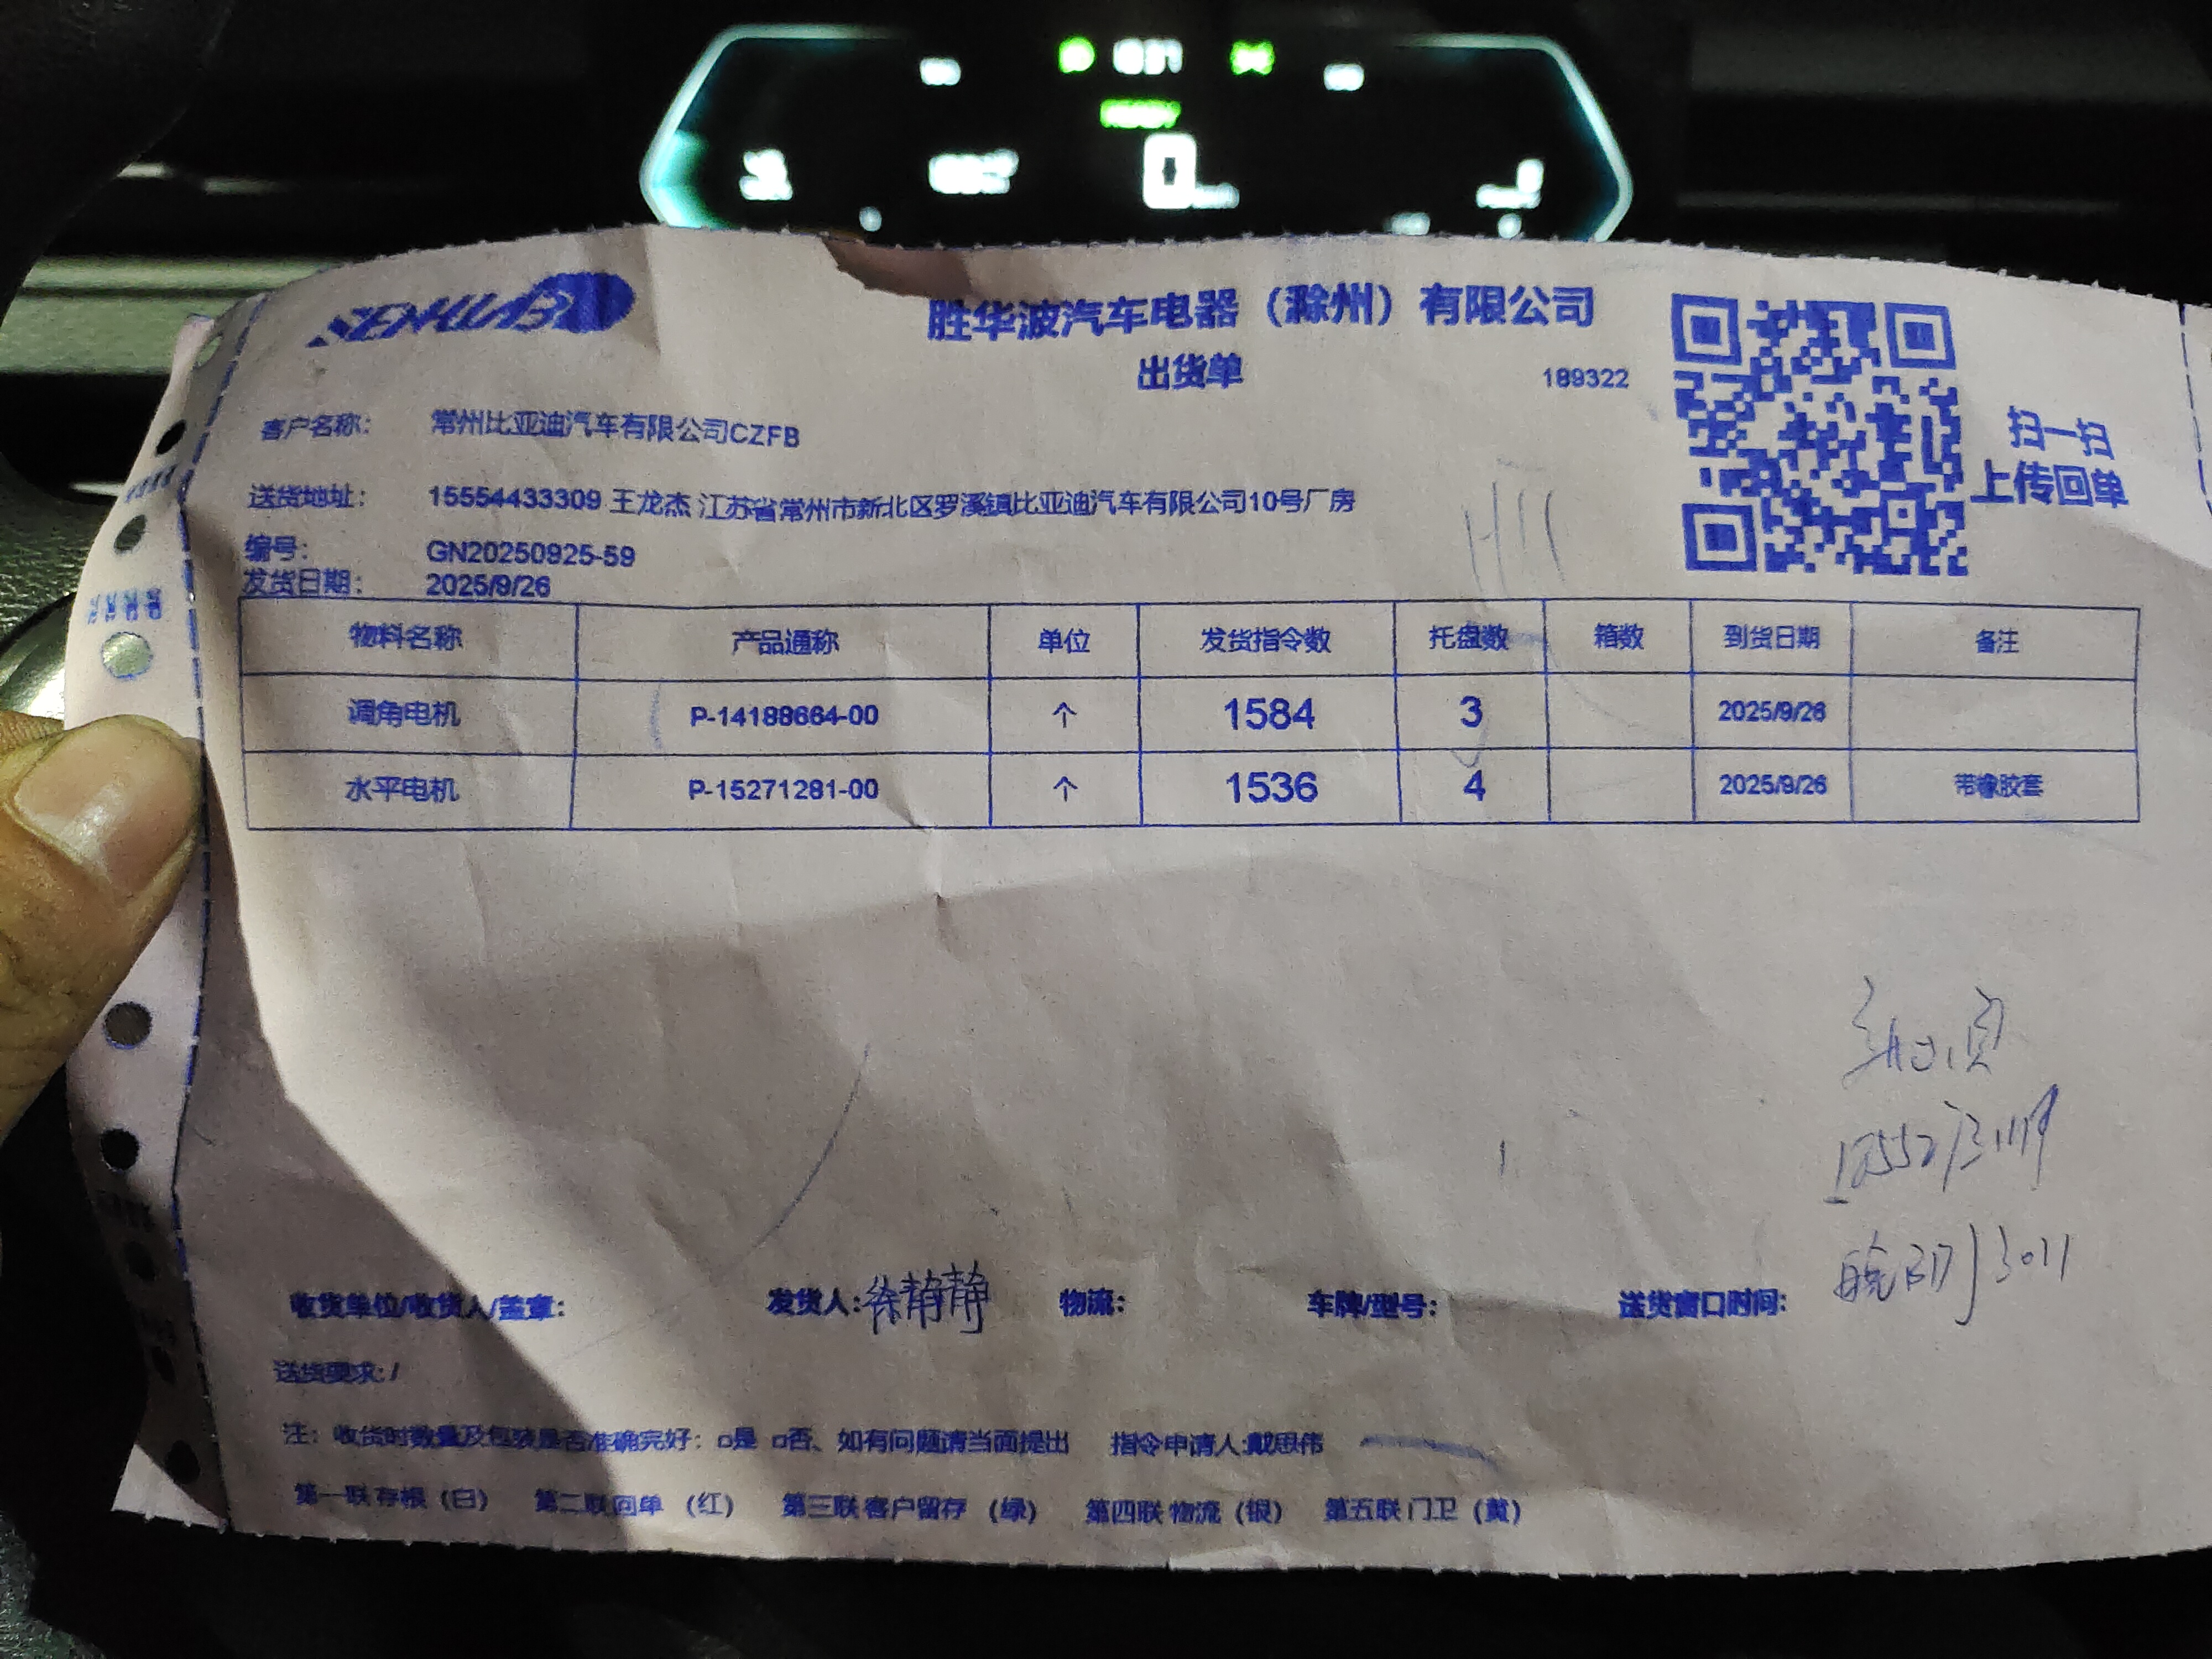 胜华波汽车电器（滁州）有限公司
出货单
189322
扫一扫
上传回单
客户名称： 常州比亚迪汽车有限公司CZFB
送货地址： 15554433309 王龙杰 江苏省常州市新北区罗溪镇比亚迪汽车有限公司10号厂房
编号： GN20250925-59
发货日期： 2025/9/26
物料名称 产品通称 单位 发货指令数 托盘数 箱数 到货日期 备注
调角电机 P-14188664-00 个 1584 3 2025/9/26
水平电机 P-15271281-00 个 1536 4 2025/9/26 带橡胶套
收货单位/收货人/盖章： 发货人：徐静静 物流： 车牌/型号： 送货窗口时间：
送货要求：/
注：收货时数量及包装是否准确完好：□是 □否、如有问题请当面提出 指令申请人:戴思伟
第一联 存根（白） 第二联 回单 （红） 第三联 客户留存 （绿） 第四联 物流（银） 第五联 门卫（黄）